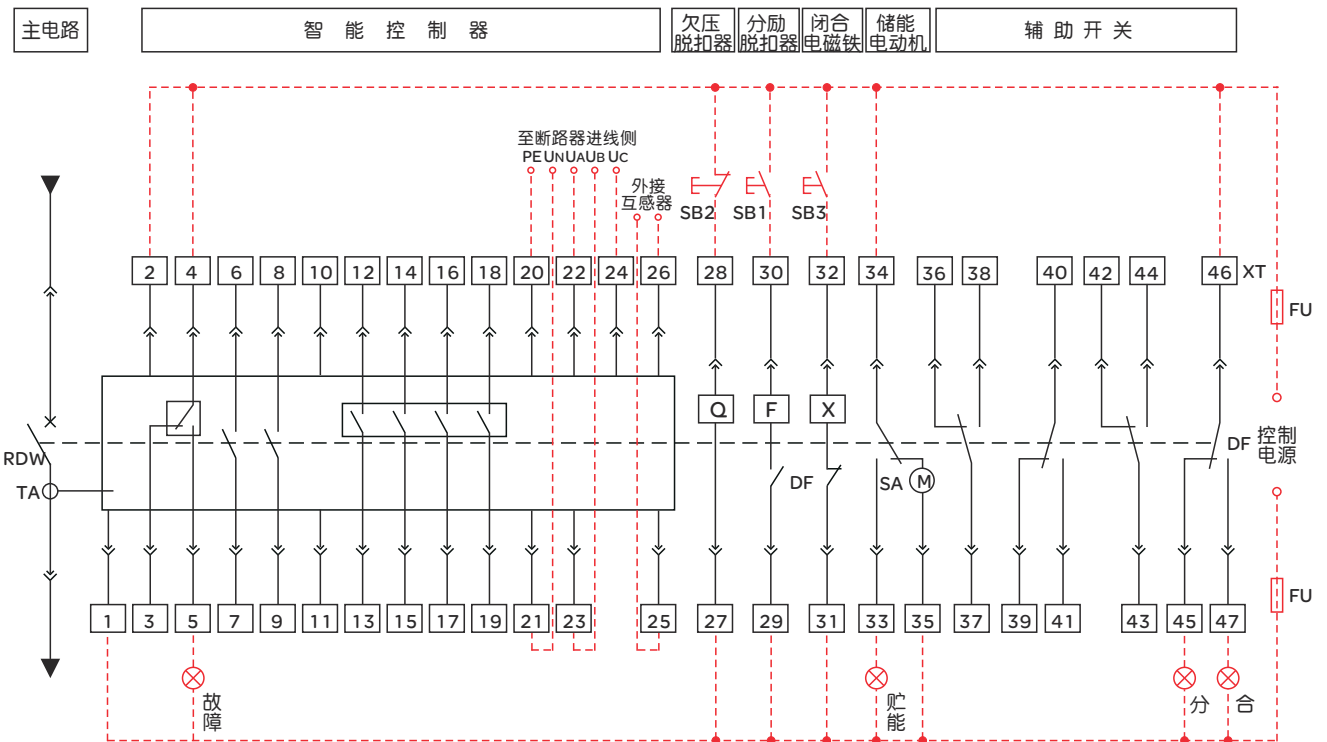 主电路
智能控制器
欠压
脱扣器
分励
脱扣器
闭合
电磁铁
储能
电动机
辅助开关
至断路器进线侧
PE UN UA UB UC
外接
互感器
SB2
SB1
SB3
2 4 6 8 10 12 14 16 18 20 22 24 26 28 30 32 34 36 38 40 42 44 46 XT
FU
Q F X
RDW
DF
控制
电源
TA
DF
SA
M
FU
1 3 5 7 9 11 13 15 17 19 21 23 25 27 29 31 33 35 37 39 41 43 45 47
故
障
贮
能
分
合